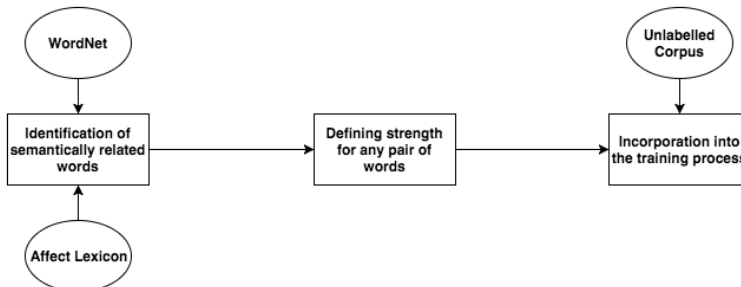 WordNet
Unlabelled
Corpus
Identification of
semantically related
words
Defining strength
for any pair of
words
Incorporation into
the training process
Affect Lexicon